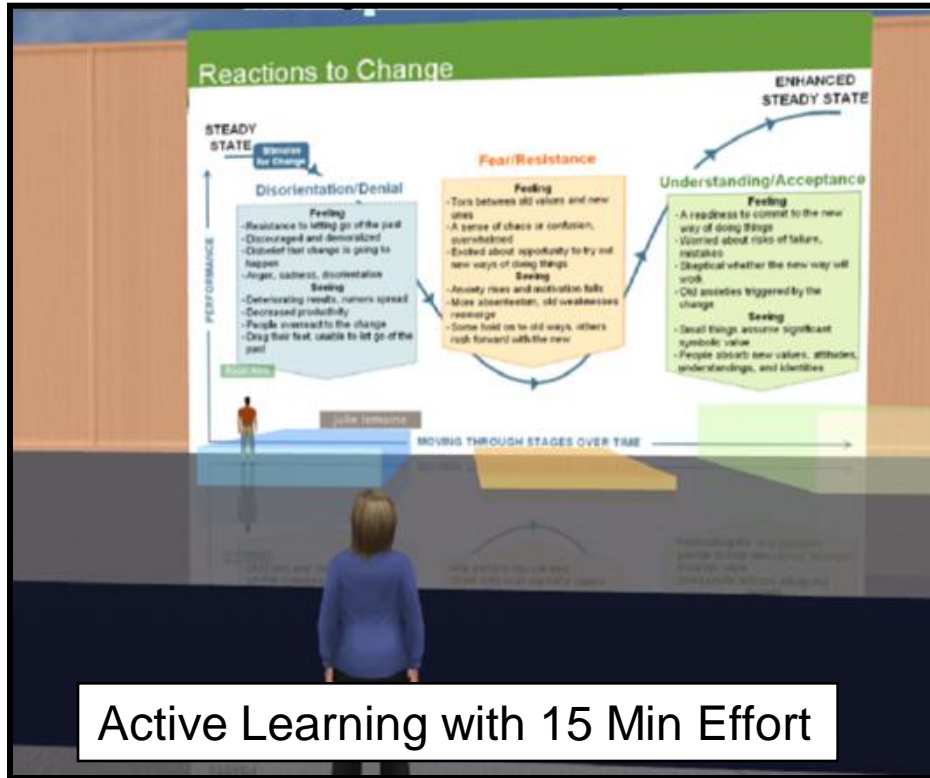 Reactions to Change
ENHANCED
STEADY STATE
STEADY
STATE
Stimulus
for Change
Disorientation/Denial
Feeling
- Resistance to letting go of the past
- Discouraged and demoralized
- Disbelief that change is going to
happen
- Anger, sadness, disorientation
Seeing
- Deteriorating results, rumors spread
- Decreased productivity
- People overreact to the change
- Drag their feet, unable to let go of the
past
Fear/Resistance
Feeling
- Torn between old values and new
ones
- A sense of chaos or confusion,
overwhelmed
- Excited about opportunity to try out
new ways of doing things
Seeing
- Anxiety rises and motivation falls
- More absenteeism, old weaknesses
reemerge
- Some hold on to old ways, others
rush forward with the new
Understanding/Acceptance
Feeling
- A readiness to commit to the new
way of doing things
- Worried about risks of failure,
mistakes
- Skeptical whether the new way will
work
- Old anxieties triggered by the
change
Seeing
- Small things assume significant
symbolic value
- People absorb new values, attitudes,
understandings, and identities
PERFORMANCE
MOVING THROUGH STAGES OVER TIME
Active Learning with 15 Min Effort